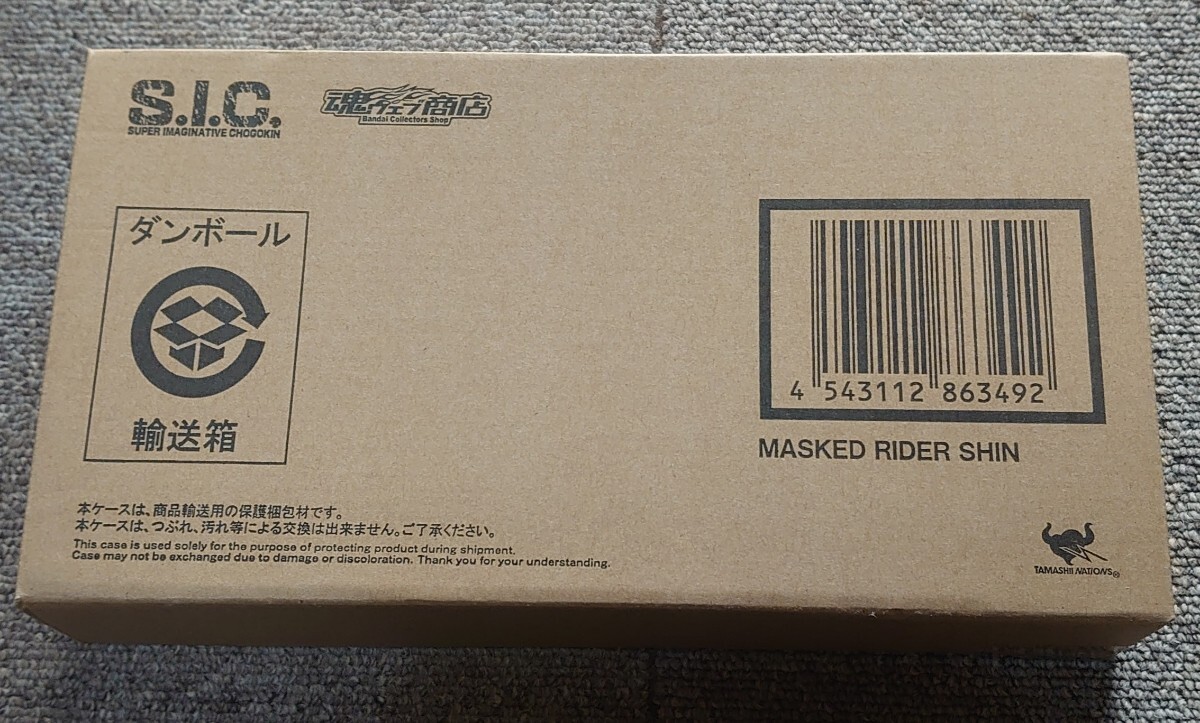 S.I.C.
SUPER IMAGINATIVE CHOGOKIN
魂ウェブ商店
Bandai Collectors Shop
ダンボール
輸送箱
4 543112 863492
MASKED RIDER SHIN
本ケースは、商品輸送用の保護梱包材です。
本ケースは、つぶれ、汚れ等による交換は出来ません。ご了承ください。
This case is used solely for the purpose of protecting product during shipment.
Case may not be exchanged due to damage or discoloration. Thank you for your understanding.
TAMASHII NATIONS